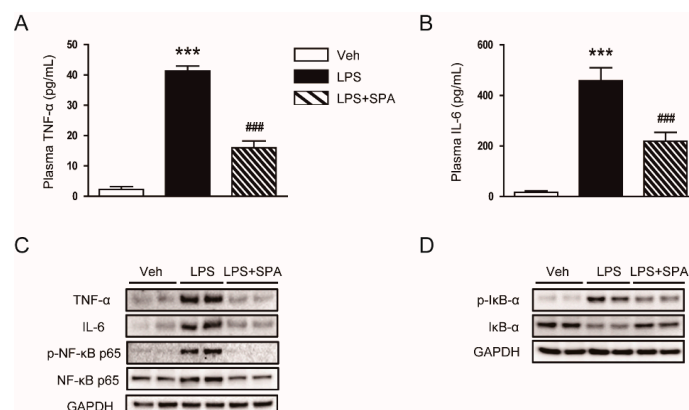 A
Plasma TNF-α (pg/mL)
50
40
30
20
10
0
***
###
Veh
LPS
LPS+SPA
B
Plasma IL-6 (pg/mL)
600
400
200
0
***
###
C
Veh LPS LPS+SPA
TNF-α
IL-6
p-NF-κB p65
NF-κB p65
GAPDH
D
Veh LPS LPS+SPA
p-IκB-α
IκB-α
GAPDH